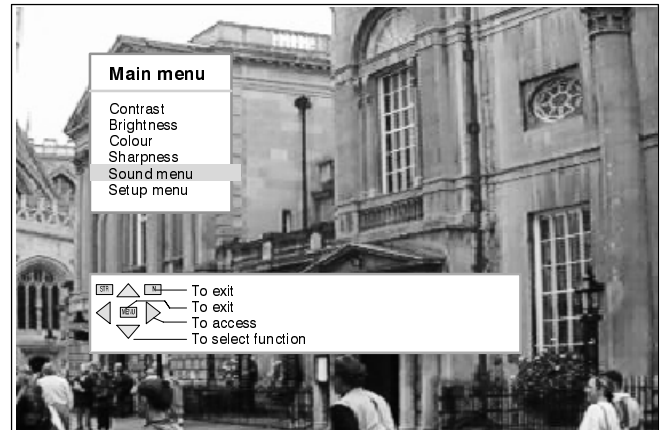 Main menu
Contrast
Brightness
Colour
Sharpness
Sound menu
Setup menu
STR
To exit
MENU
To exit
To access
To select function